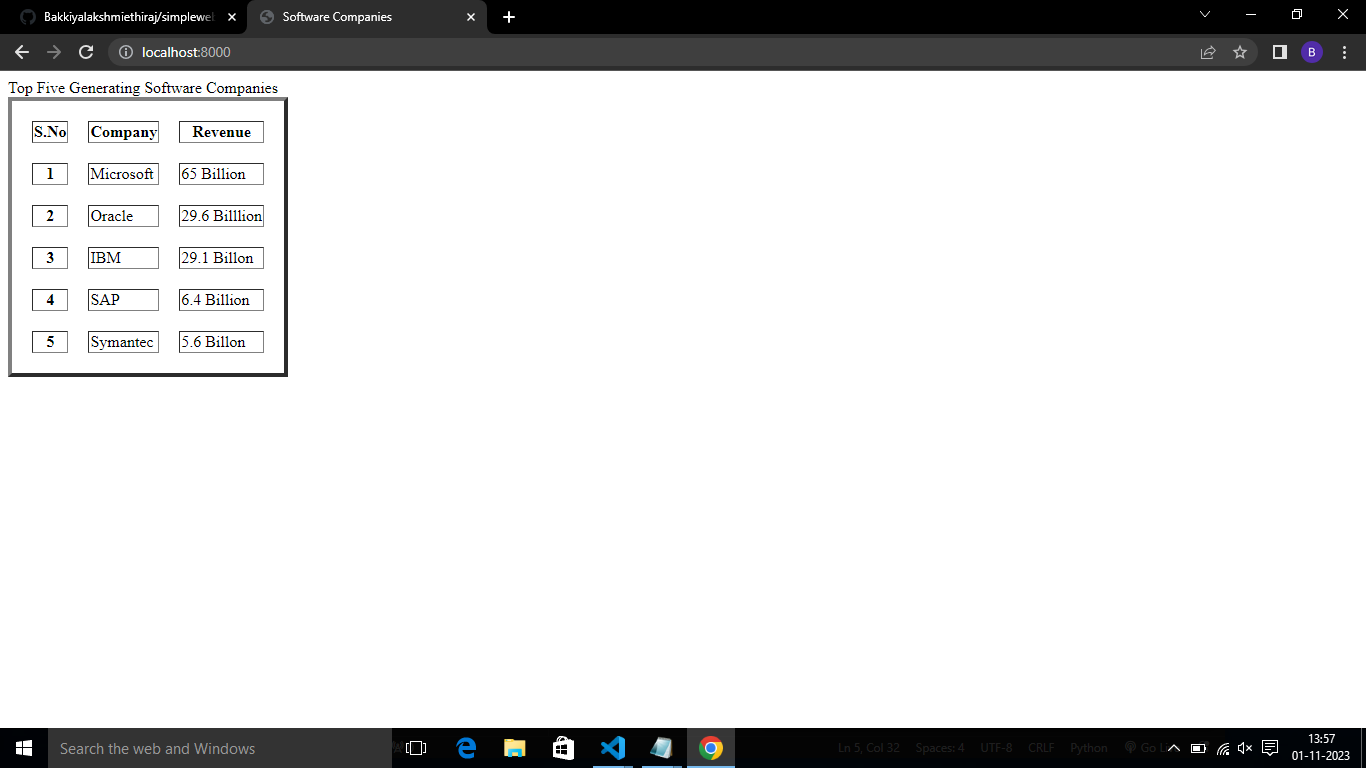 Bakkiyalakshmiethiraj/simplewel
Software Companies
localhost:8000
B
Top Five Generating Software Companies
S.No Company Revenue
1 Microsoft 65 Billion
2 Oracle 29.6 Billlion
3 IBM 29.1 Billon
4 SAP 6.4 Billion
5 Symantec 5.6 Billon
Search the web and Windows
Ln 5, Col 32 Spaces: 4 UTF-8 CRLF Python Go Li
13:57
01-11-2023